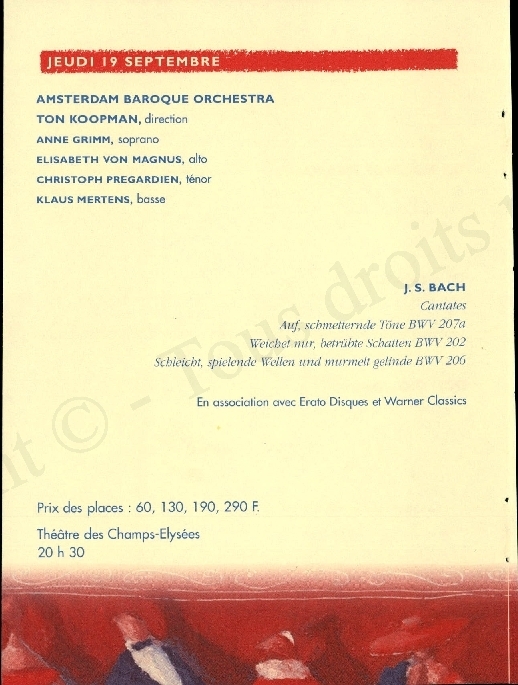 JEUDI 19 SEPTEMBRE
AMSTERDAM BAROQUE ORCHESTRA
TON KOOPMAN, direction
ANNE GRIMM, soprano
ELISABETH VON MAGNUS, alto
CHRISTOPH PREGARDIEN, ténor
KLAUS MERTENS, basse
J. S. BACH
Cantates
Auf, schmetternde Töne BWV 207a
Weichet nur, betrübte Schatten BWV 202
Schleicht, spielende Wellen und murmelt gelinde BWV 206
En association avec Erato Disques et Warner Classics
© - Tous droits
Prix des places : 60, 130, 190, 290 F.
Théâtre des Champs-Elysées
20 h 30